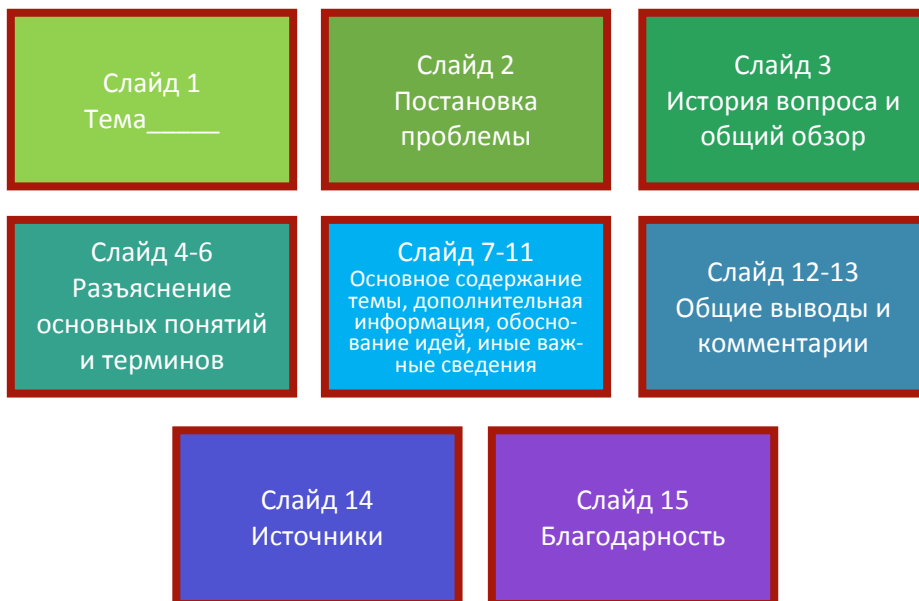 Слайд 1
Тема_____
Слайд 2
Постановка
проблемы
Слайд 3
История вопроса и
общий обзор
Слайд 4-6
Разъяснение
основных понятий
и терминов
Слайд 7-11
Основное содержание
темы, дополнительная
информация, обосно-
вание идей, иные важ-
ные сведения
Слайд 12-13
Общие выводы и
комментарии
Слайд 14
Источники
Слайд 15
Благодарность